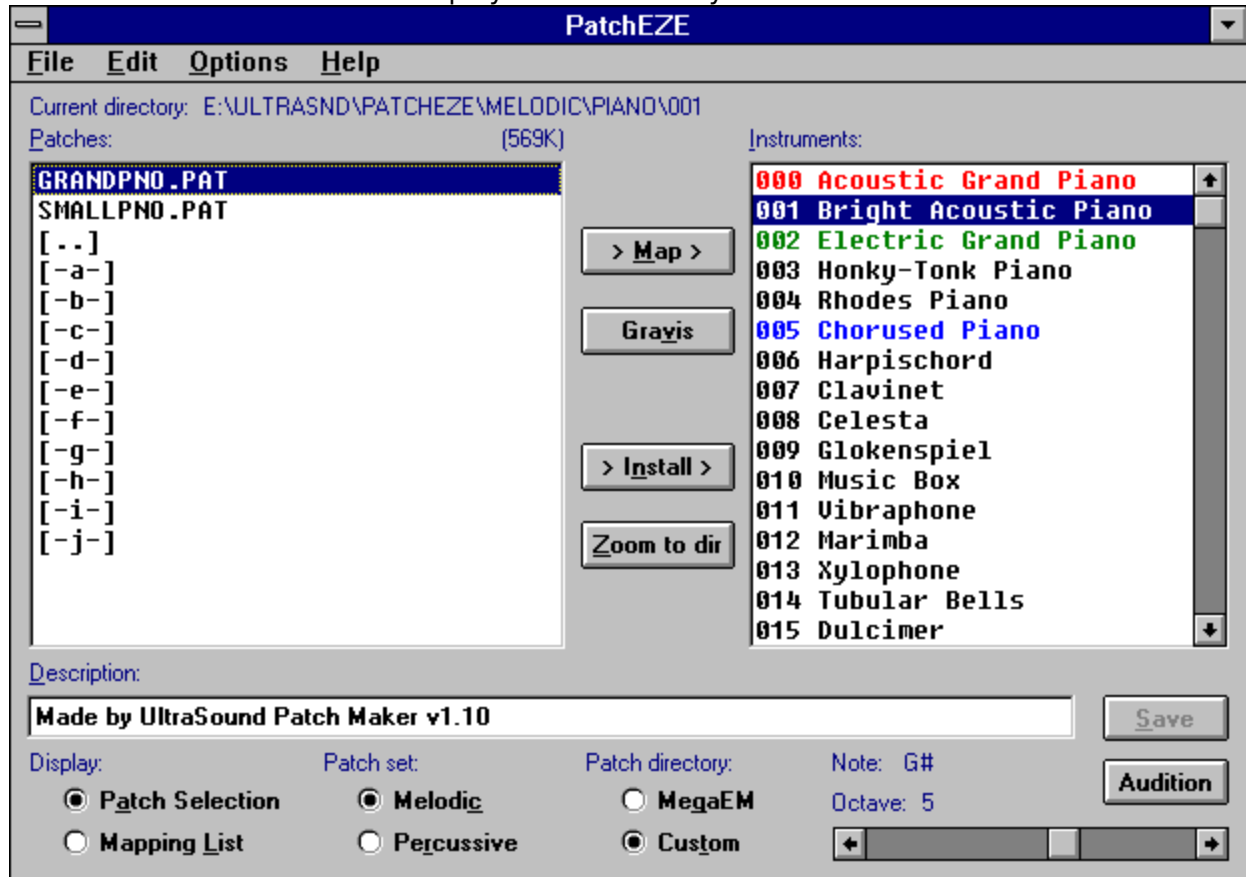 PatchEZE
File Edit Options Help
Current directory: E:\ULTRASND\PATCHEZE\MELODIC\PIANO\001
Patches: (569K)
GRANDPNO.PAT
SMALLPNO.PAT
[..]
[-a-]
[-b-]
[-c-]
[-d-]
[-e-]
[-f-]
[-g-]
[-h-]
[-i-]
[-j-]
> Map >
Gravis
> Install >
Zoom to dir
Instruments:
000 Acoustic Grand Piano
001 Bright Acoustic Piano
002 Electric Grand Piano
003 Honky-Tonk Piano
004 Rhodes Piano
005 Chorused Piano
006 Harpischord
007 Clavinet
008 Celesta
009 Glokenspiel
010 Music Box
011 Vibraphone
012 Marimba
013 Xylophone
014 Tubular Bells
015 Dulcimer
Description:
Made by UltraSound Patch Maker v1.10
Save
Display:
Patch Selection
Mapping List
Patch set:
Melodic
Percussive
Patch directory:
MegaEM
Custom
Note: G#
Octave: 5
Audition